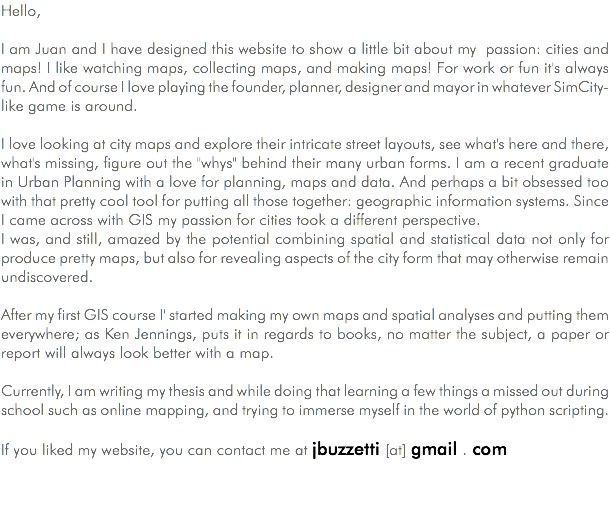 Hello,
I am Juan and I have designed this website to show a little bit about my passion: cities and
maps! I like watching maps, collecting maps, and making maps! For work or fun it's always
fun. And of course I love playing the founder, planner, designer and mayor in whatever SimCity-
like game is around.
I love looking at city maps and explore their intricate street layouts, see what's here and there,
what's missing, figure out the "whys" behind their many urban forms. I am a recent graduate
in Urban Planning with a love for planning, maps and data. And perhaps a bit obsessed too
with that pretty cool tool for putting all those together: geographic information systems. Since
I came across with GIS my passion for cities took a different perspective.
I was, and still, amazed by the potential combining spatial and statistical data not only for
produce pretty maps, but also for revealing aspects of the city form that may otherwise remain
undiscovered.
After my first GIS course I' started making my own maps and spatial analyses and putting them
everywhere; as Ken Jennings, puts it in regards to books, no matter the subject, a paper or
report will always look better with a map.
Currently, I am writing my thesis and while doing that learning a few things a missed out during
school such as online mapping, and trying to immerse myself in the world of python scripting.
If you liked my website, you can contact me at jbuzzetti [at] gmail . com